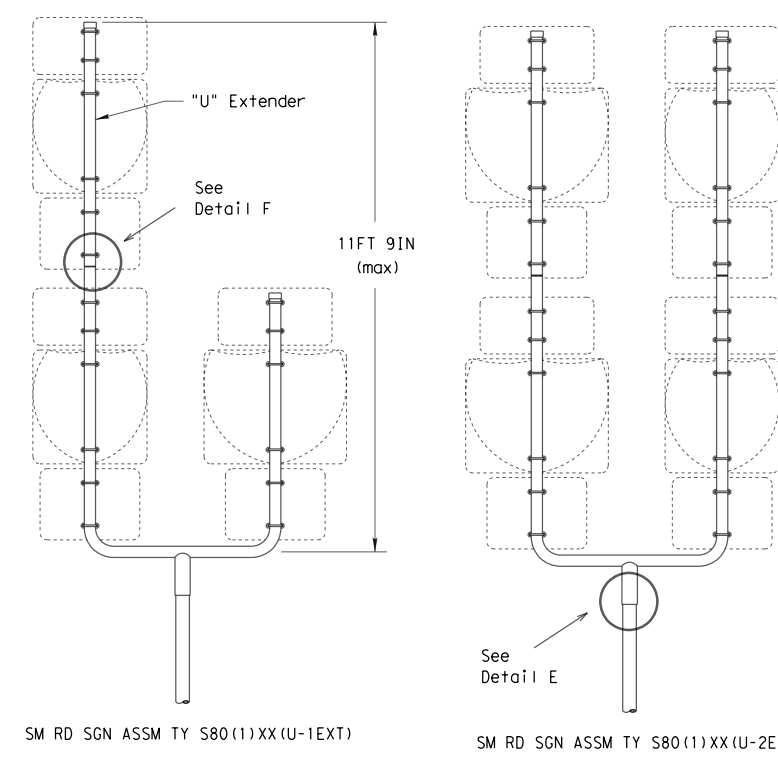 "U" Extender
See
Detail F
11FT 9IN
(max)
See
Detail E
SM RD SGN ASSM TY S80(1)XX(U-1EXT)
SM RD SGN ASSM TY S80(1)XX(U-2E